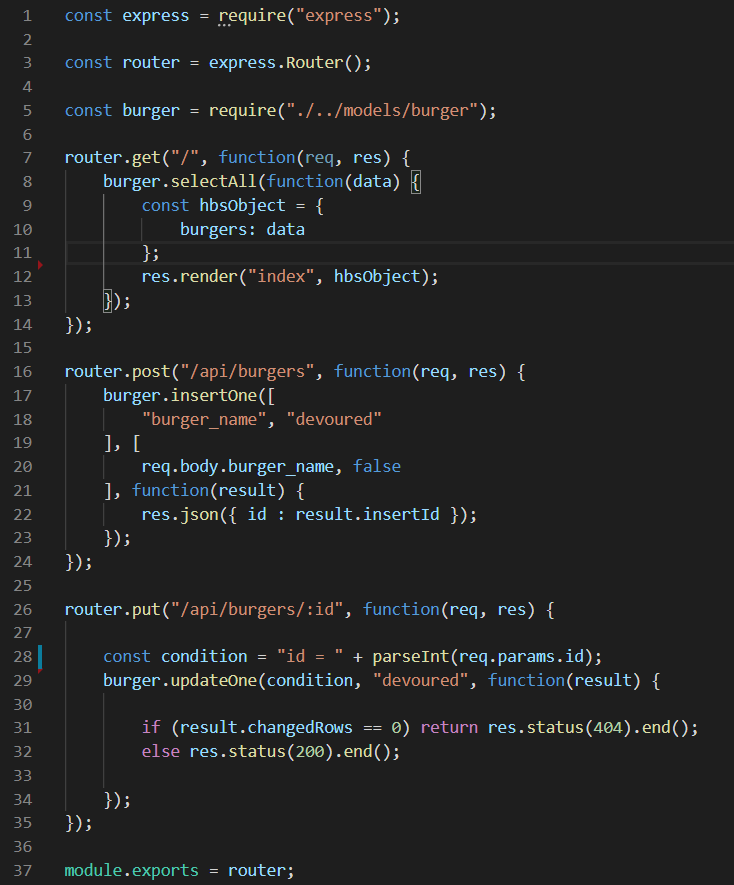 1 const express = require("express");
2
3 const router = express.Router();
4
5 const burger = require("./../models/burger");
6
7 router.get("/", function(req, res) {
8     burger.selectAll(function(data) {
9         const hbsObject = {
10             burgers: data
11         };
12         res.render("index", hbsObject);
13     });
14 });
15
16 router.post("/api/burgers", function(req, res) {
17     burger.insertOne([
18         "burger_name", "devoured"
19     ], [
20         req.body.burger_name, false
21     ], function(result) {
22         res.json({ id : result.insertId });
23     });
24 });
25
26 router.put("/api/burgers/:id", function(req, res) {
27
28     const condition = "id = " + parseInt(req.params.id);
29     burger.updateOne(condition, "devoured", function(result) {
30
31         if (result.changedRows == 0) return res.status(404).end();
32         else res.status(200).end();
33
34     });
35 });
36
37 module.exports = router;